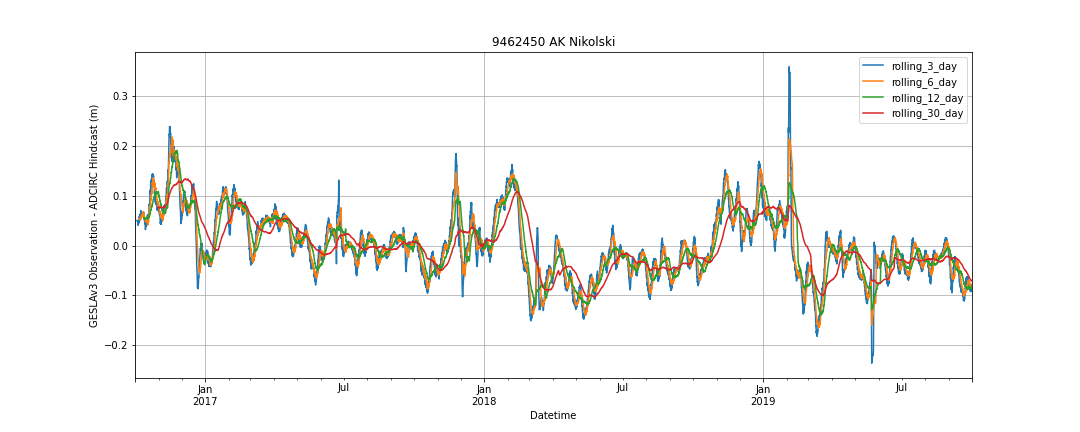 9462450 AK Nikolski
GESLAv3 Observation - ADCIRC Hindcast (m)
0.3
0.2
0.1
0.0
−0.1
−0.2
rolling_3_day
rolling_6_day
rolling_12_day
rolling_30_day
Jan
2017
Jul
Jan
2018
Jul
Jan
2019
Jul
Datetime